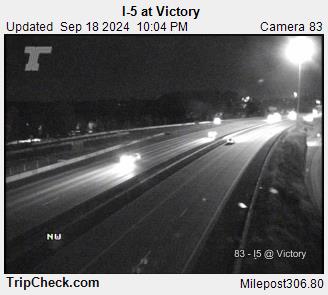 I-5 at Victory
Updated Sep 18 2024 10:04 PM Camera 83
T
NW
83 - I5 @ Victory
TripCheck.com Milepost306.80